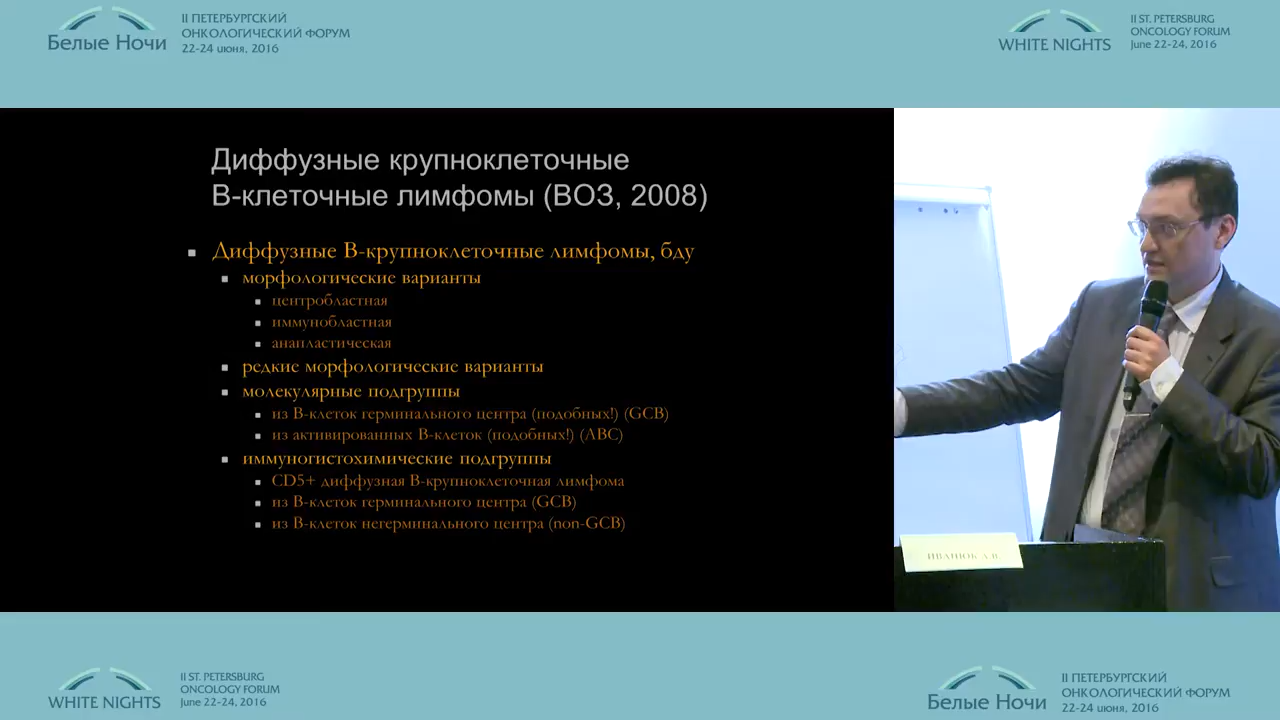 Белые Ночи
II ПЕТЕРБУРГСКИЙ
ОНКОЛОГИЧЕСКИЙ ФОРУМ
22-24 июня, 2016
WHITE NIGHTS
II ST. PETERSBURG
ONCOLOGY FORUM
June 22-24, 2016
Диффузные крупноклеточные
В-клеточные лимфомы (ВОЗ, 2008)
Диффузные В-крупноклеточные лимфомы, бду
морфологические варианты
центробластная
иммунобластная
анапластическая
редкие морфологические варианты
молекулярные подгруппы
из В-клеток герминального центра (подобных!) (GCB)
из активированных В-клеток (подобных!) (ABC)
иммуногистохимические подгруппы
CD5+ диффузная В-крупноклеточная лимфома
из В-клеток герминального центра (GCB)
из В-клеток негерминального центра (non-GCB)
ИВАНЮК А.В.
WHITE NIGHTS
II ST. PETERSBURG
ONCOLOGY FORUM
June 22-24, 2016
Белые Ночи
II ПЕТЕРБУРГСКИЙ
ОНКОЛОГИЧЕСКИЙ ФОРУМ
22-24 июня, 2016